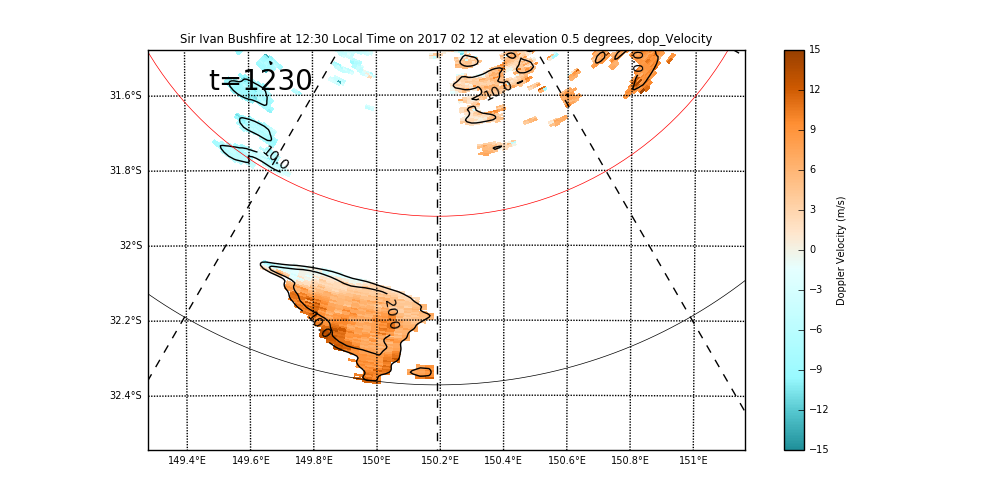 Sir Ivan Bushfire at 12:30 Local Time on 2017 02 12 at elevation 0.5 degrees, dop_Velocity
t=1230
10.0
10.0
20.0
10.0
31.6°S
31.8°S
32°S
32.2°S
32.4°S
149.4°E 149.6°E 149.8°E 150°E 150.2°E 150.4°E 150.6°E 150.8°E 151°E
15
12
9
6
3
0
−3
−6
−9
−12
−15
Doppler Velocity (m/s)